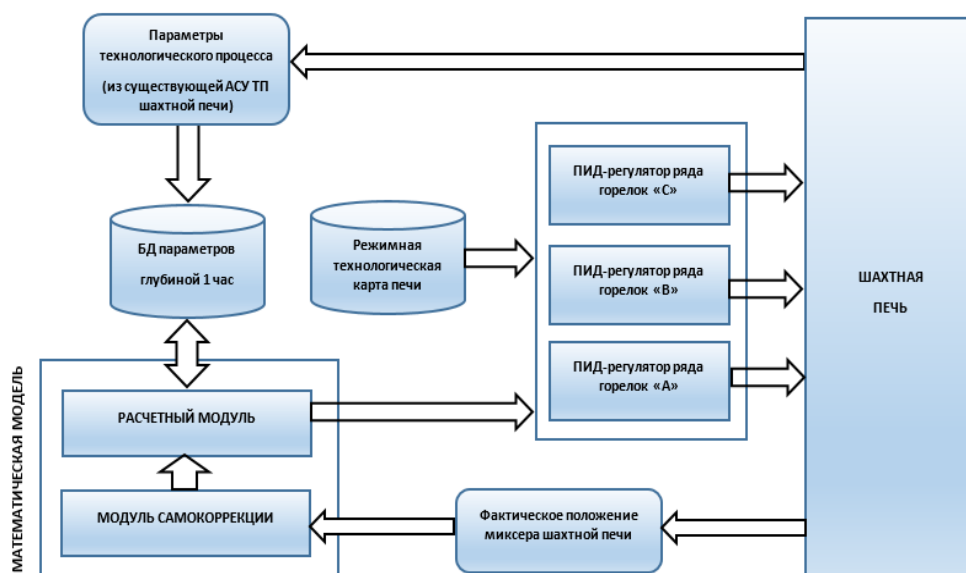 Параметры
технологического процесса
(из существующей АСУ ТП
шахтной печи)
БД параметров
глубиной 1 час
Режимная
технологическая
карта печи
ПИД-регулятор ряда
горелок «С»
ПИД-регулятор ряда
горелок «В»
ПИД-регулятор ряда
горелок «А»
ШАХТНАЯ
ПЕЧЬ
МАТЕМАТИЧЕСКАЯ МОДЕЛЬ
РАСЧЕТНЫЙ МОДУЛЬ
МОДУЛЬ САМОКОРРЕКЦИИ
Фактическое положение
миксера шахтной печи